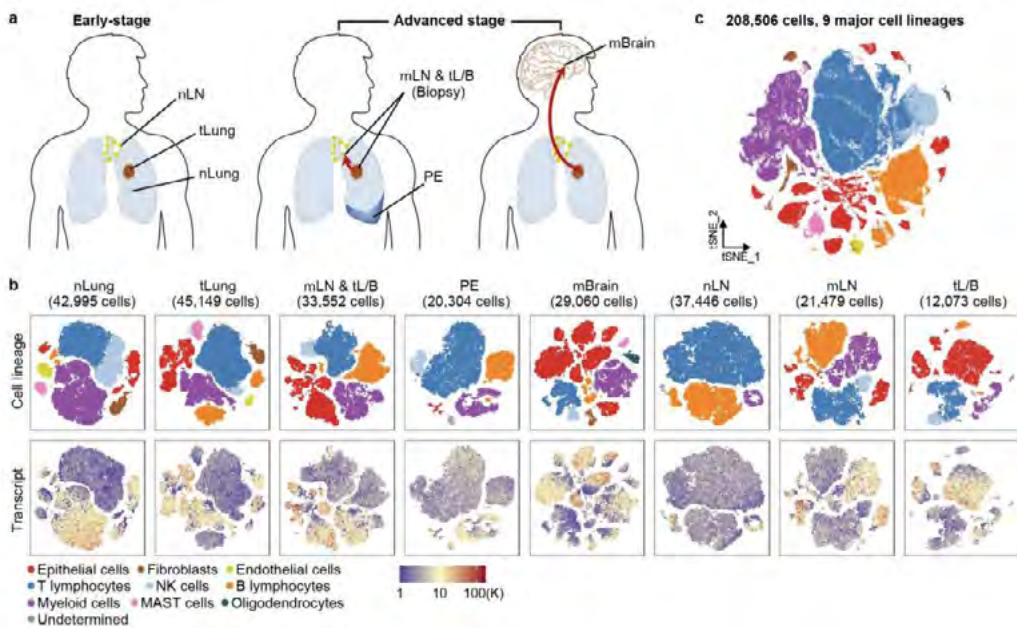 a
Early-stage
Advanced stage
c 208,506 cells, 9 major cell lineages
mBrain
mLN & tL/B
(Biopsy)
nLN
tLung
nLung
PE
tSNE_2
tSNE_1
b
nLung
(42,995 cells)
tLung
(45,149 cells)
mLN & tL/B
(33,552 cells)
PE
(20,304 cells)
mBrain
(29,060 cells)
nLN
(37,446 cells)
mLN
(21,479 cells)
tL/B
(12,073 cells)
Cell lineage
Transcript
Epithelial cells Fibroblasts Endothelial cells
T lymphocytes NK cells B lymphocytes
Myeloid cells MAST cells Oligodendrocytes
Undetermined
1 10 100(K)